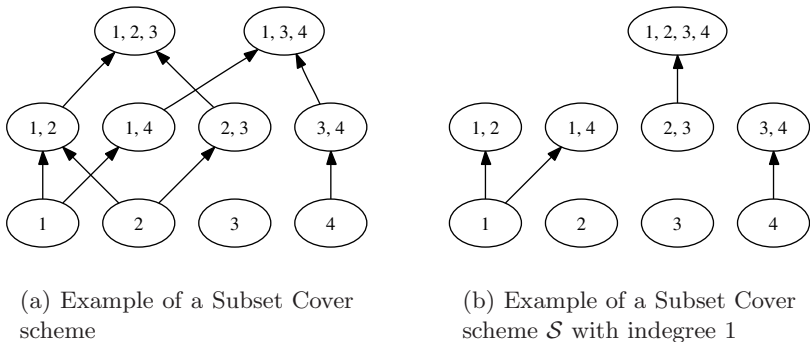 1, 2, 3
1, 3, 4
1, 2, 3, 4
1, 2
1, 4
2, 3
3, 4
1, 2
1, 4
2, 3
3, 4
1
2
3
4
1
2
3
4
(a) Example of a Subset Cover
scheme
(b) Example of a Subset Cover
scheme S with indegree 1